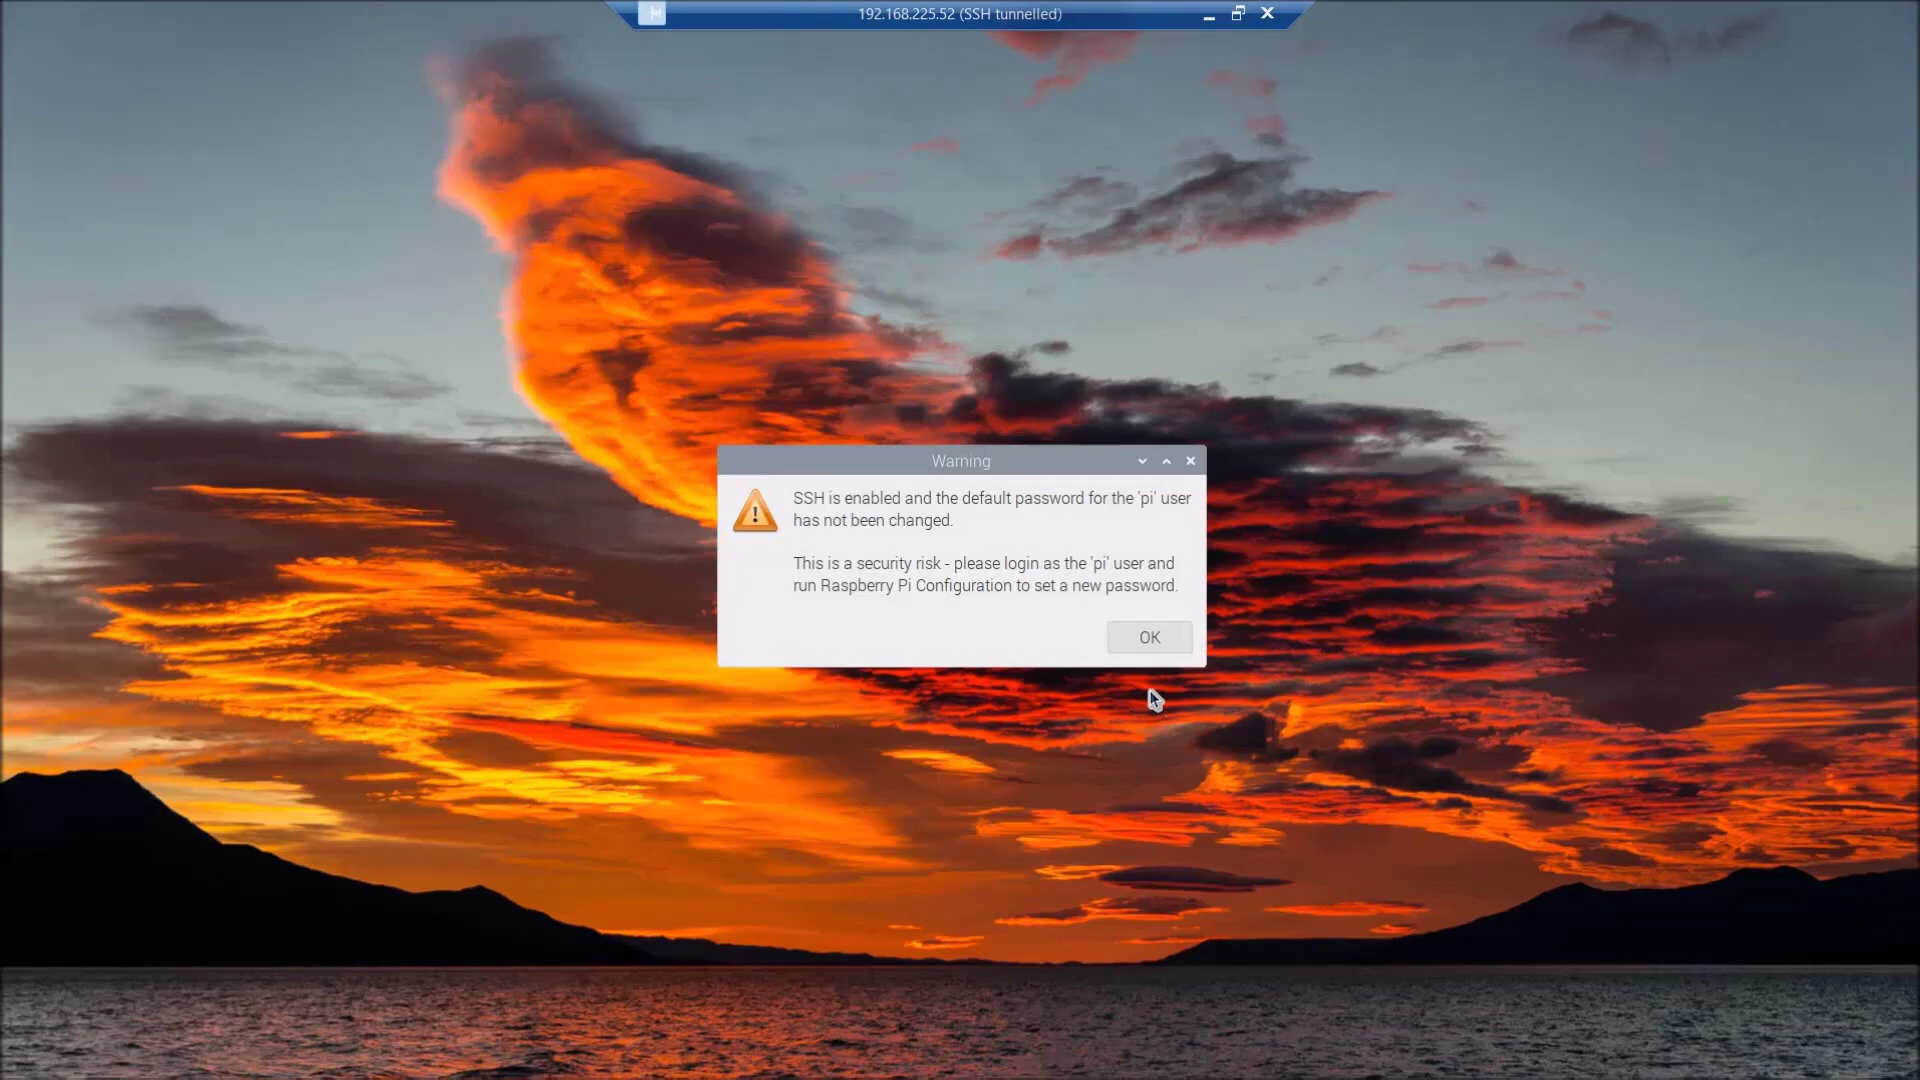 192.168.225.52 (SSH tunnelled)
Warning
SSH is enabled and the default password for the 'pi' user
has not been changed.
This is a security risk - please login as the 'pi' user and
run Raspberry Pi Configuration to set a new password.
OK